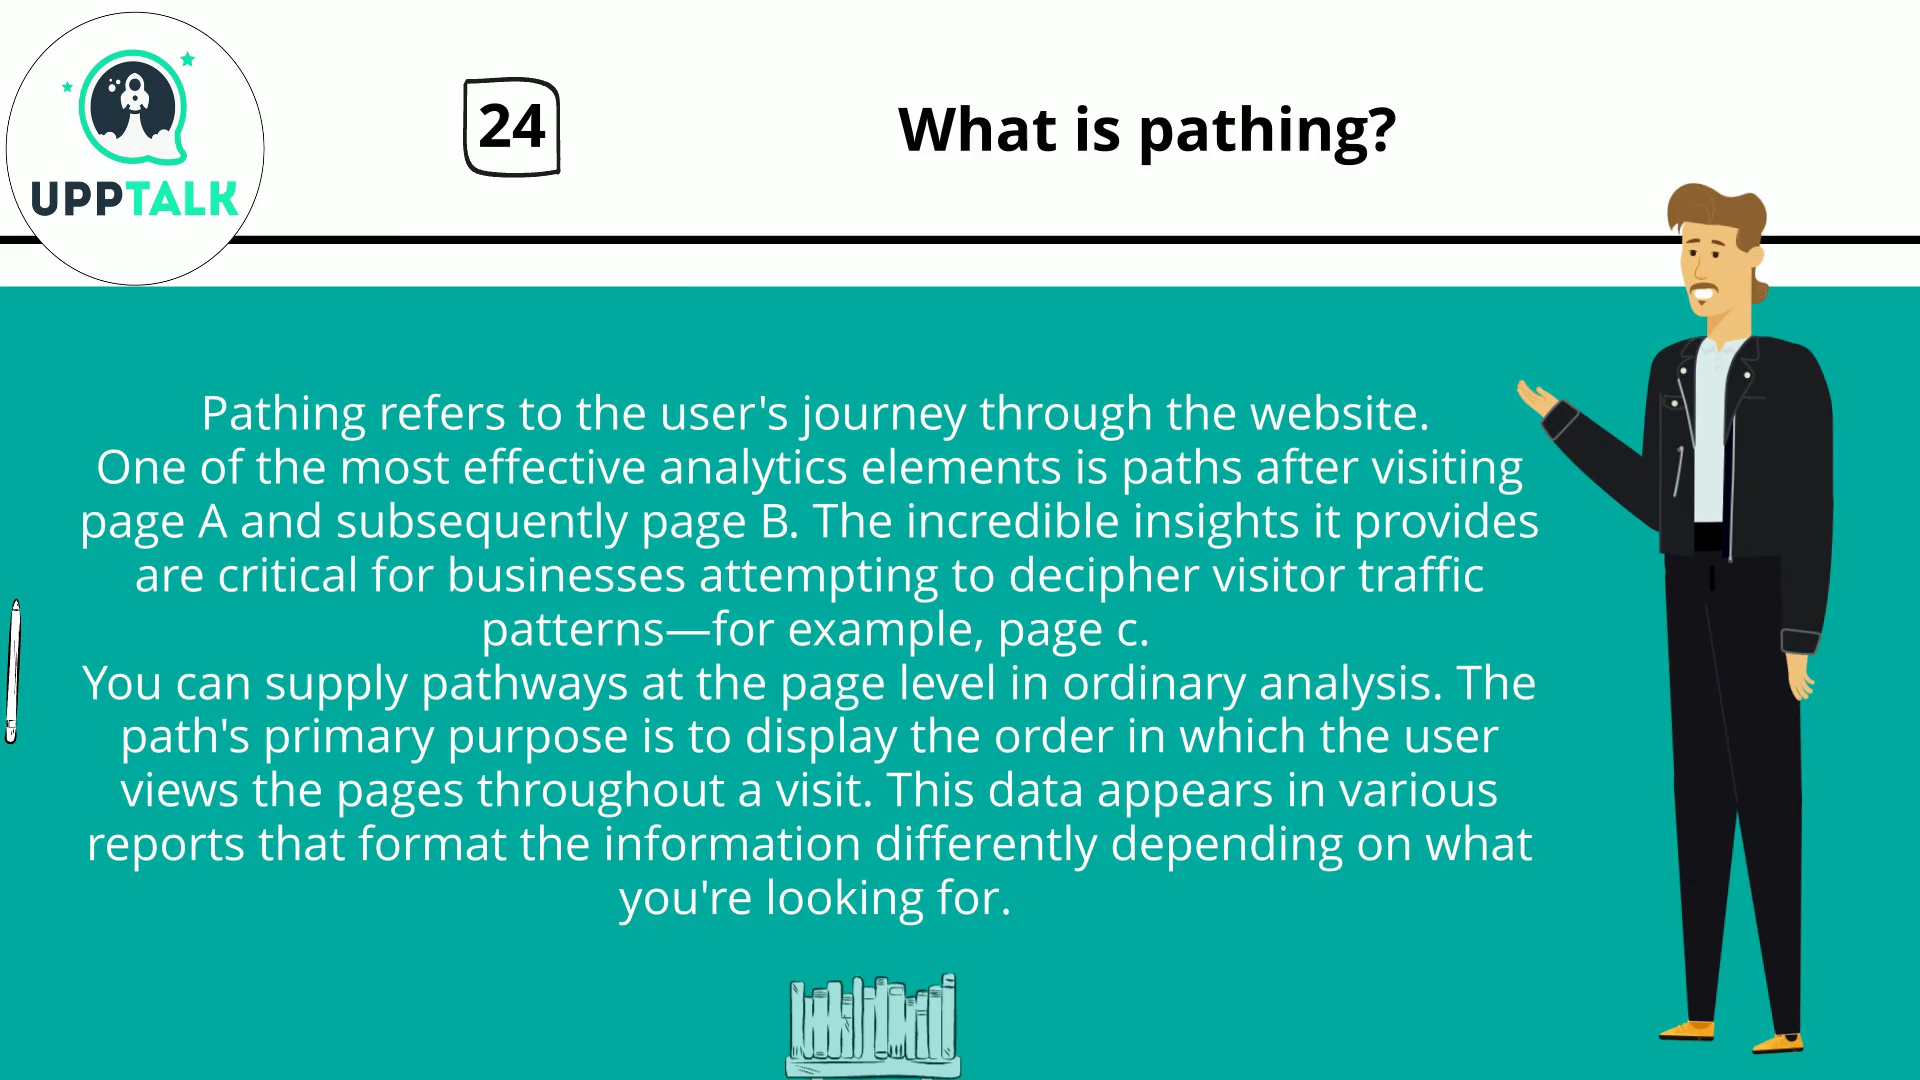 UPPTALK
24
What is pathing?
Pathing refers to the user's journey through the website.
One of the most effective analytics elements is paths after visiting
page A and subsequently page B. The incredible insights it provides
are critical for businesses attempting to decipher visitor traffic
patterns—for example, page c.
You can supply pathways at the page level in ordinary analysis. The
path's primary purpose is to display the order in which the user
views the pages throughout a visit. This data appears in various
reports that format the information differently depending on what
you're looking for.